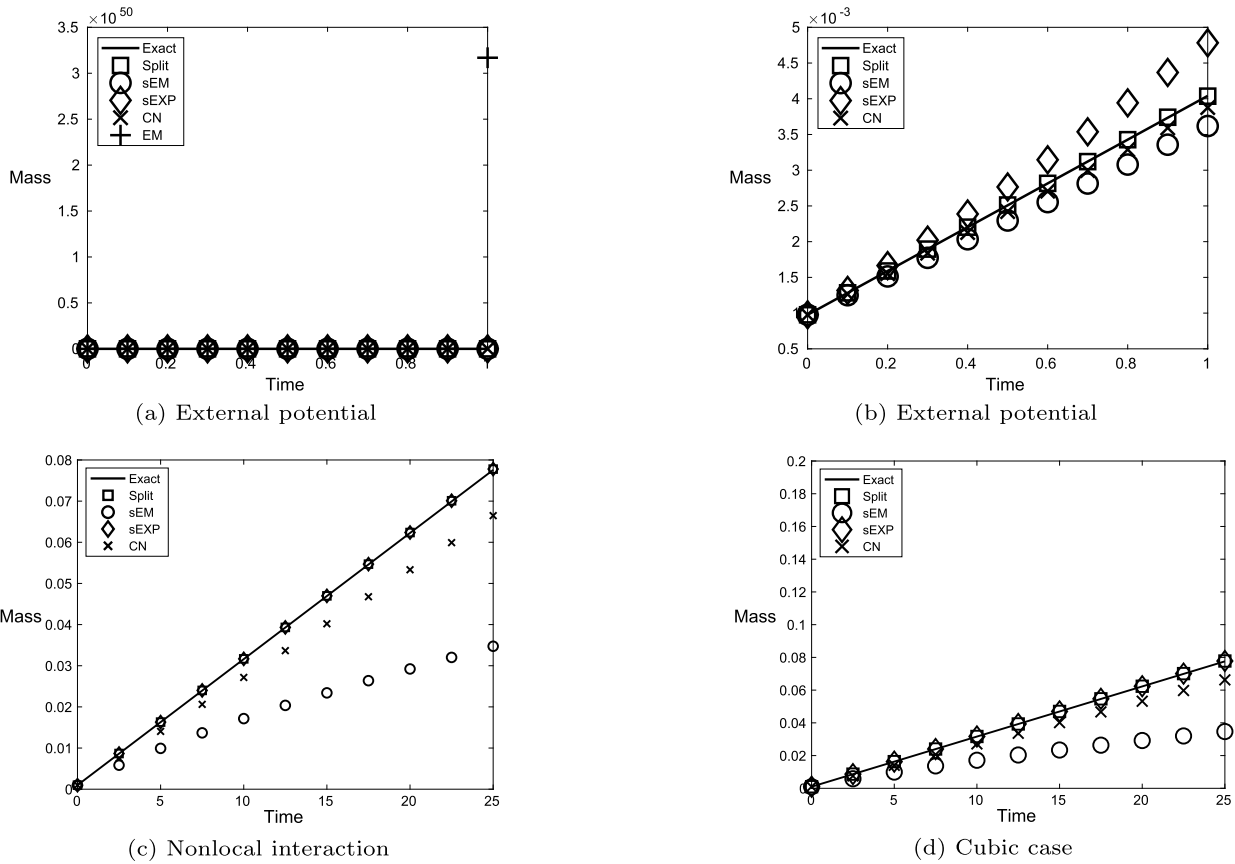 ×10 50
3.5
3
2.5
2
1.5
1
0.5
0
Mass
Exact
Split
sEM
sEXP
CN
EM
0 0.2 0.4 0.6 0.8 1
Time
(a) External potential
×10 -3
5
4.5
4
3.5
3
2.5
2
1.5
1
0.5
Mass
Exact
Split
sEM
sEXP
CN
0 0.2 0.4 0.6 0.8 1
Time
(b) External potential
0.08
0.07
0.06
0.05
0.04
0.03
0.02
0.01
0
Mass
Exact
Split
sEM
sEXP
CN
0 5 10 15 20 25
Time
(c) Nonlocal interaction
0.2
0.18
0.16
0.14
0.12
0.1
0.08
0.06
0.04
0.02
0
Mass
Exact
Split
sEM
sEXP
CN
0 5 10 15 20 25
Time
(d) Cubic case